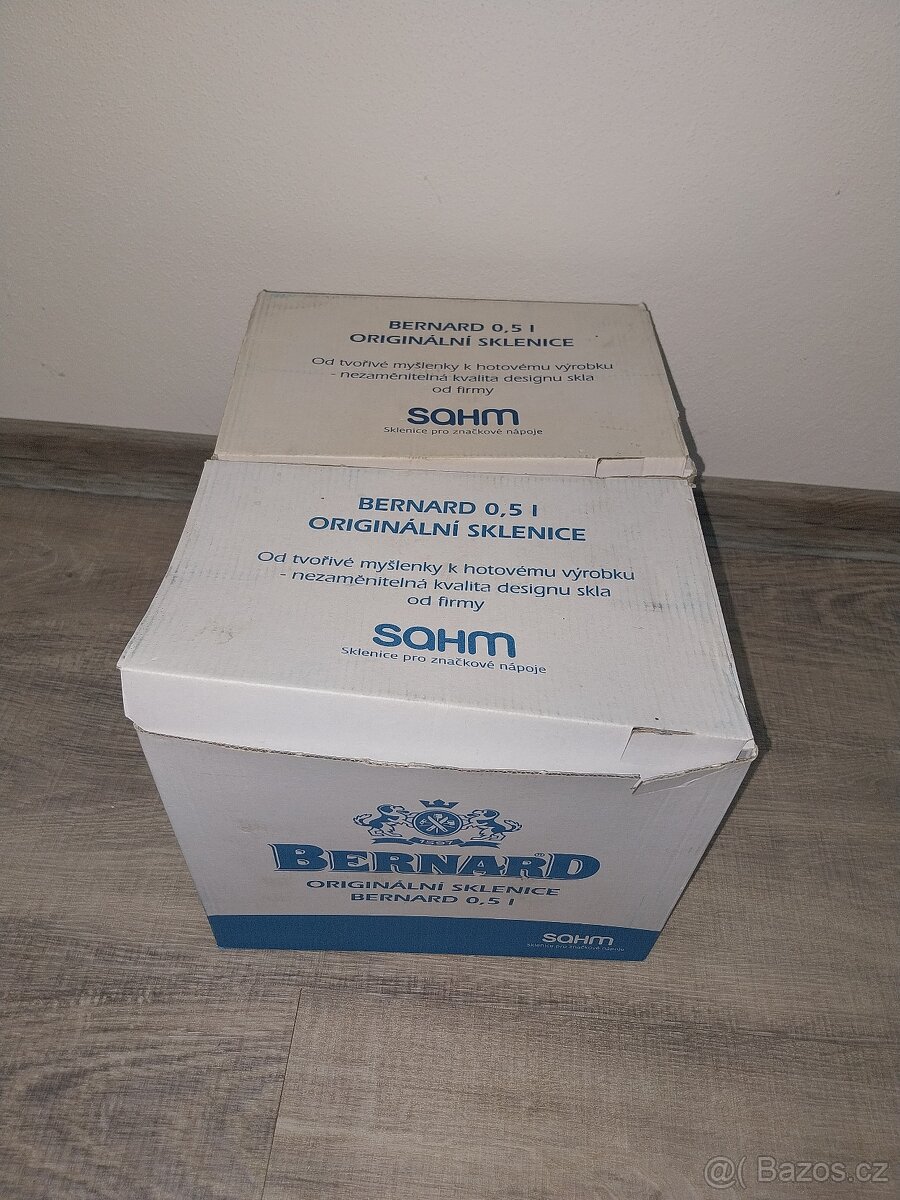 BERNARD 0,5 l
ORIGINÁLNÍ SKLENICE
Od tvořivé myšlenky k hotovému výrobku
- nezaměnitelná kvalita designu skla
od firmy
sahm
Sklenice pro značkové nápoje
BERNARD 0,5 l
ORIGINÁLNÍ SKLENICE
Od tvořivé myšlenky k hotovému výrobku
- nezaměnitelná kvalita designu skla
od firmy
sahm
Sklenice pro značkové nápoje
1597
BERNARD®
ORIGINÁLNÍ SKLENICE
BERNARD 0,5 l
sahm
Sklenice pro značkové nápoje
@( Bazos.cz